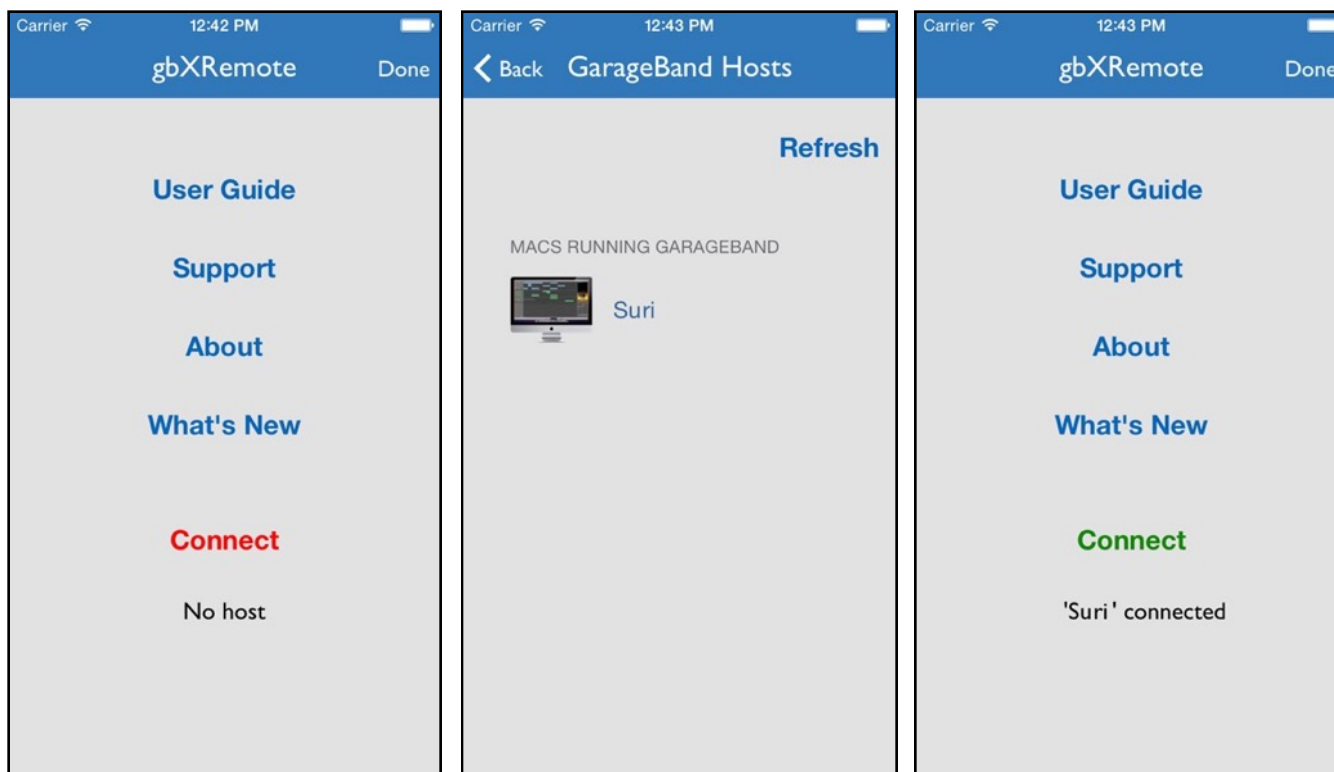 Carrier 12:42 PM
gbXRemote Done
User Guide
Support
About
What's New
Connect
No host
Carrier 12:43 PM
Back GarageBand Hosts
Refresh
MACS RUNNING GARAGEBAND
Suri
Carrier 12:43 PM
gbXRemote Done
User Guide
Support
About
What's New
Connect
'Suri' connected